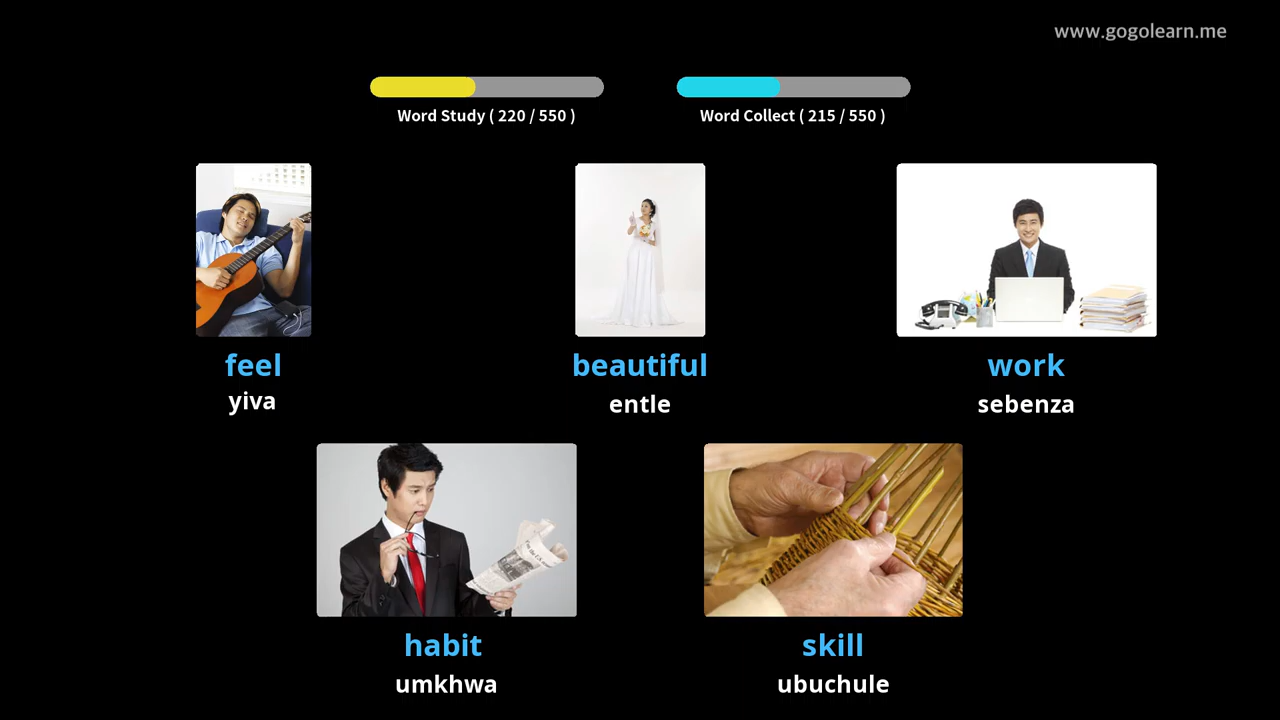 www.gogolearn.me
Word Study ( 220 / 550 )
Word Collect ( 215 / 550 )
feel
yiva
beautiful
entle
work
sebenza
habit
umkhwa
skill
ubuchule